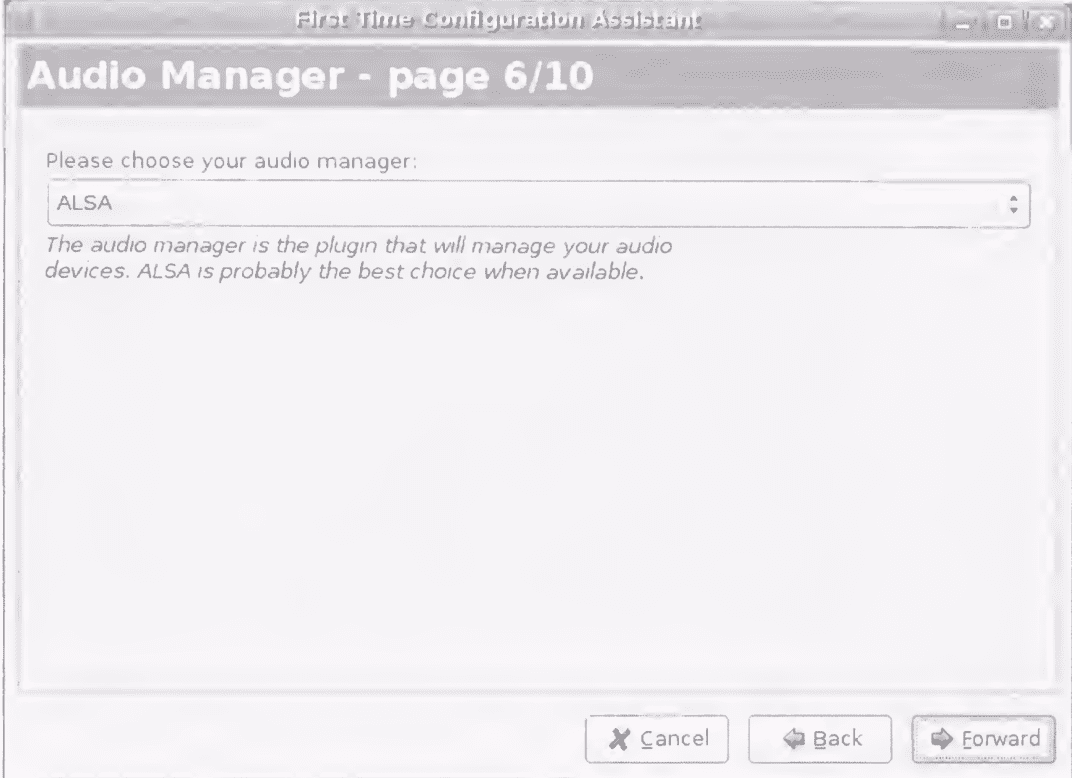 First Time Configuration Assistant
Audio Manager - page 6/10
Please choose your audio manager:
ALSA
The audio manager is the plugin that will manage your audio
devices. ALSA is probably the best choice when available.
Cancel
Back
Forward